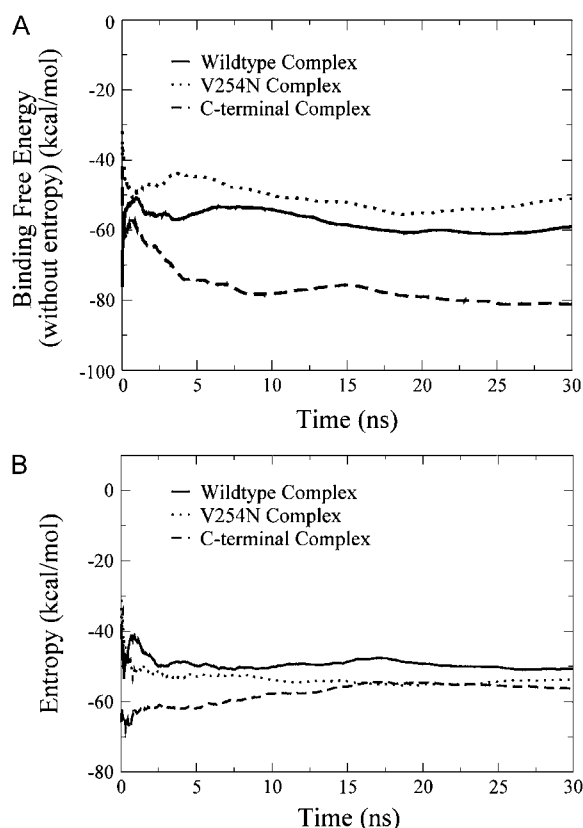 A
0
-20
-40
-60
-80
-100
Binding Free Energy
(without entropy) (kcal/mol)
Wildtype Complex
V254N Complex
C-terminal Complex
0 5 10 15 20 25 30
Time (ns)
B
0
-20
-40
-60
-80
Entropy (kcal/mol)
Wildtype Complex
V254N Complex
C-terminal Complex
0 5 10 15 20 25 30
Time (ns)